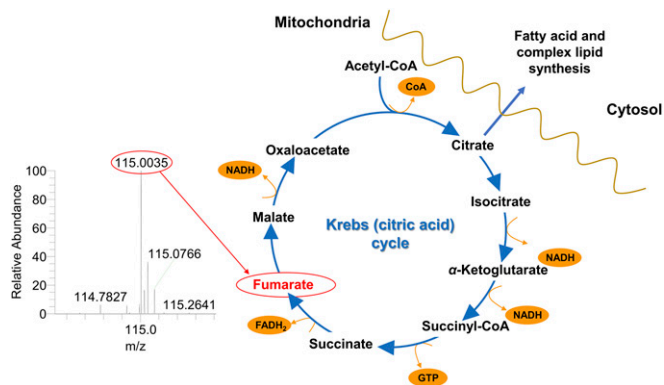 Mitochondria
Fatty acid and
complex lipid
synthesis
Acetyl-CoA
CoA
Cytosol
Oxaloacetate
Citrate
NADH
Isocitrate
Malate
Krebs (citric acid)
cycle
NADH
α-Ketoglutarate
Fumarate
NADH
FADH₂
Succinyl-CoA
Succinate
GTP
115.0035
100
80
60
40
20
0
Relative Abundance
115.0766
114.7827
115.2641
115.0
m/z